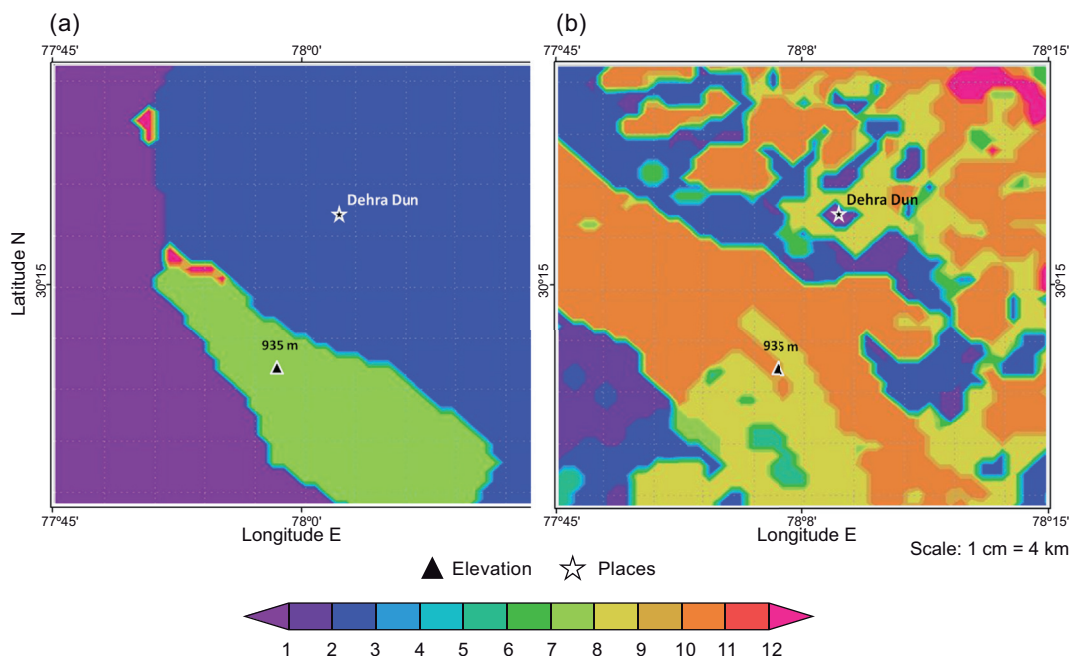 (a)
(b)
77º45'
78º0'
77º45'
78º8'
78º15'
Latitude N
30º15
30º15
Dehra Dun
Dehra Dun
935 m
935 m
77º45'
78º0'
77º45'
78º8'
78º15'
Longitude E
Longitude E
Scale: 1 cm = 4 km
Elevation
Places
1 2 3 4 5 6 7 8 9 10 11 12